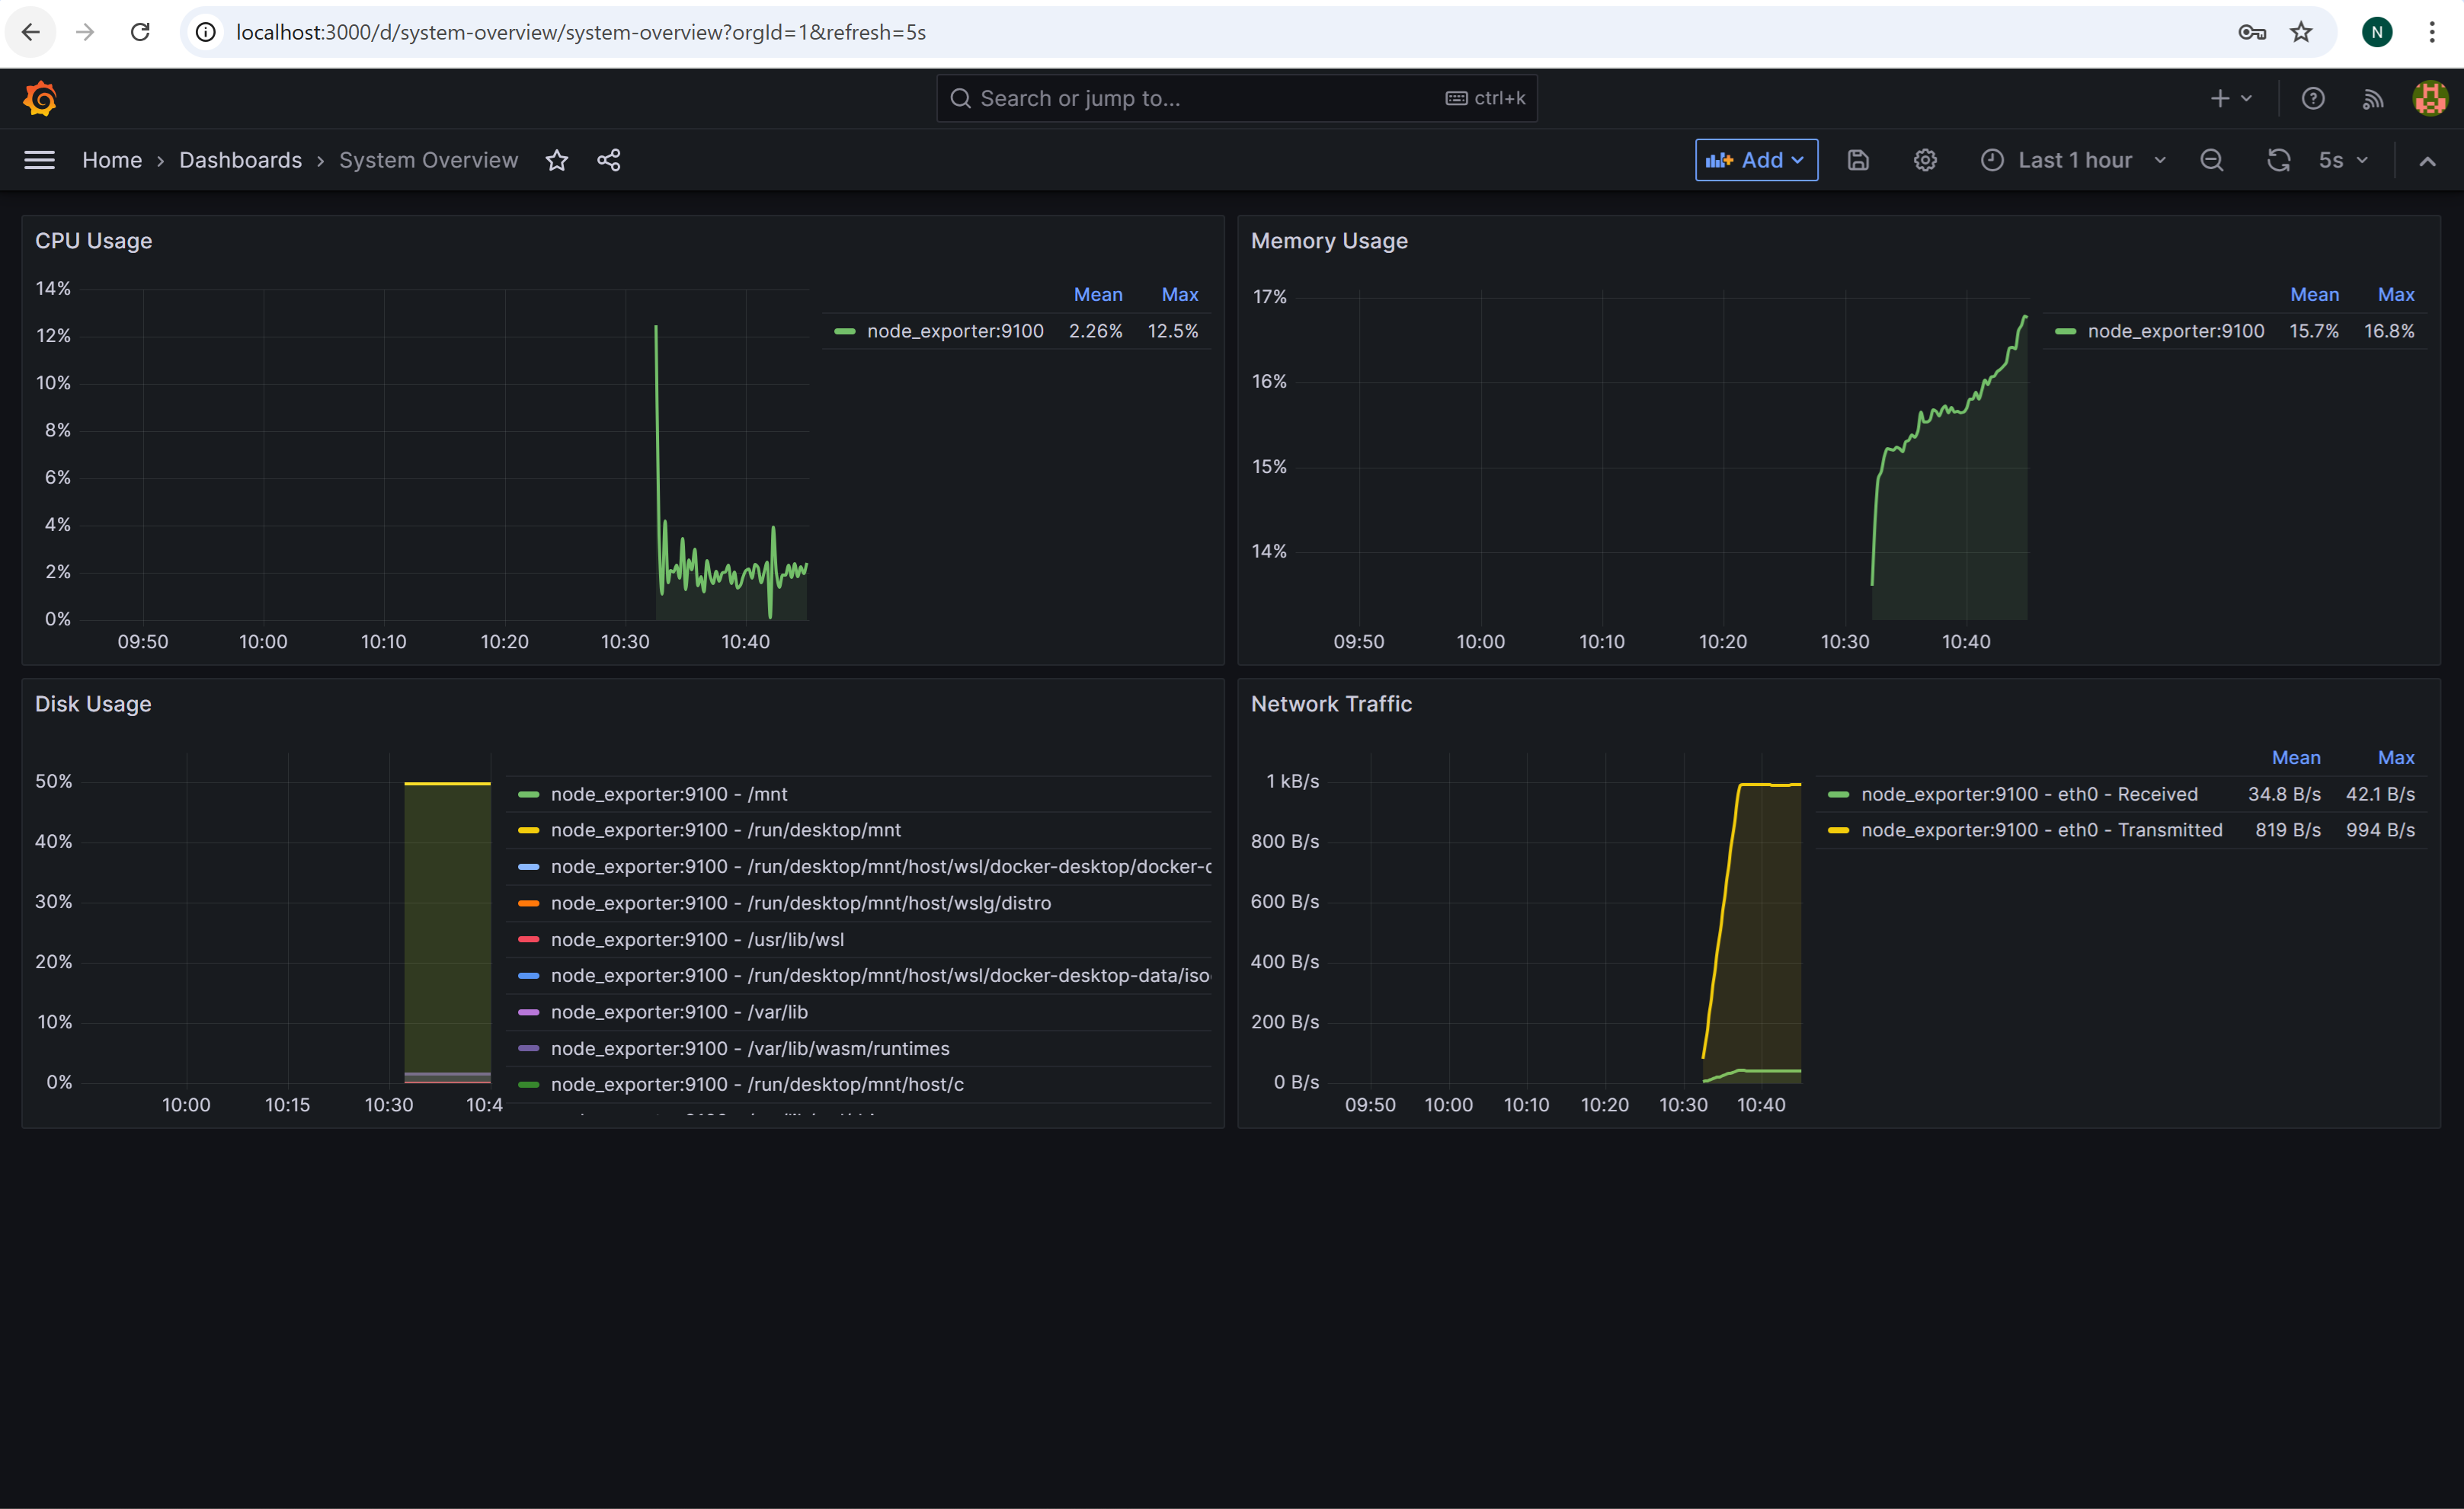 localhost:3000/d/system-overview/system-overview?orgId=1&refresh=5s
N
Search or jump to... ctrl+k
Home › Dashboards › System Overview
Add
Last 1 hour
5s
CPU Usage
14%
12%
10%
8%
6%
4%
2%
0%
09:50 10:00 10:10 10:20 10:30 10:40
Mean Max
node_exporter:9100 2.26% 12.5%
Memory Usage
17%
16%
15%
14%
09:50 10:00 10:10 10:20 10:30 10:40
Mean Max
node_exporter:9100 15.7% 16.8%
Disk Usage
50%
40%
30%
20%
10%
0%
10:00 10:15 10:30 10:4
node_exporter:9100 - /mnt
node_exporter:9100 - /run/desktop/mnt
node_exporter:9100 - /run/desktop/mnt/host/wsl/docker-desktop/docker-c
node_exporter:9100 - /run/desktop/mnt/host/wslg/distro
node_exporter:9100 - /usr/lib/wsl
node_exporter:9100 - /run/desktop/mnt/host/wsl/docker-desktop-data/iso
node_exporter:9100 - /var/lib
node_exporter:9100 - /var/lib/wasm/runtimes
node_exporter:9100 - /run/desktop/mnt/host/c
Network Traffic
1 kB/s
800 B/s
600 B/s
400 B/s
200 B/s
0 B/s
09:50 10:00 10:10 10:20 10:30 10:40
Mean Max
node_exporter:9100 - eth0 - Received 34.8 B/s 42.1 B/s
node_exporter:9100 - eth0 - Transmitted 819 B/s 994 B/s